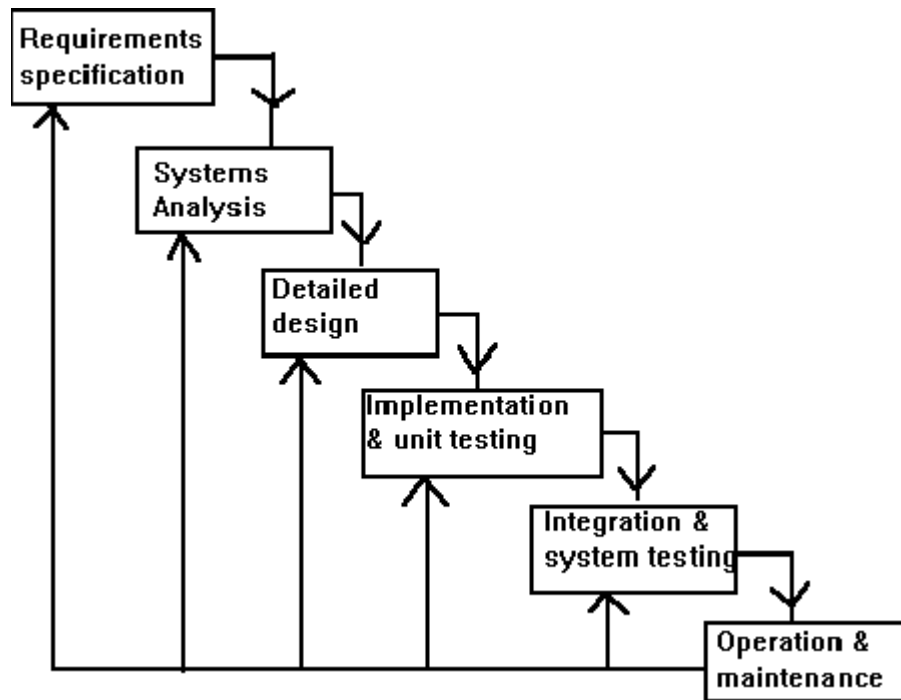 Requirements
specification
Systems
Analysis
Detailed
design
Implementation
& unit testing
Integration &
system testing
Operation &
maintenance